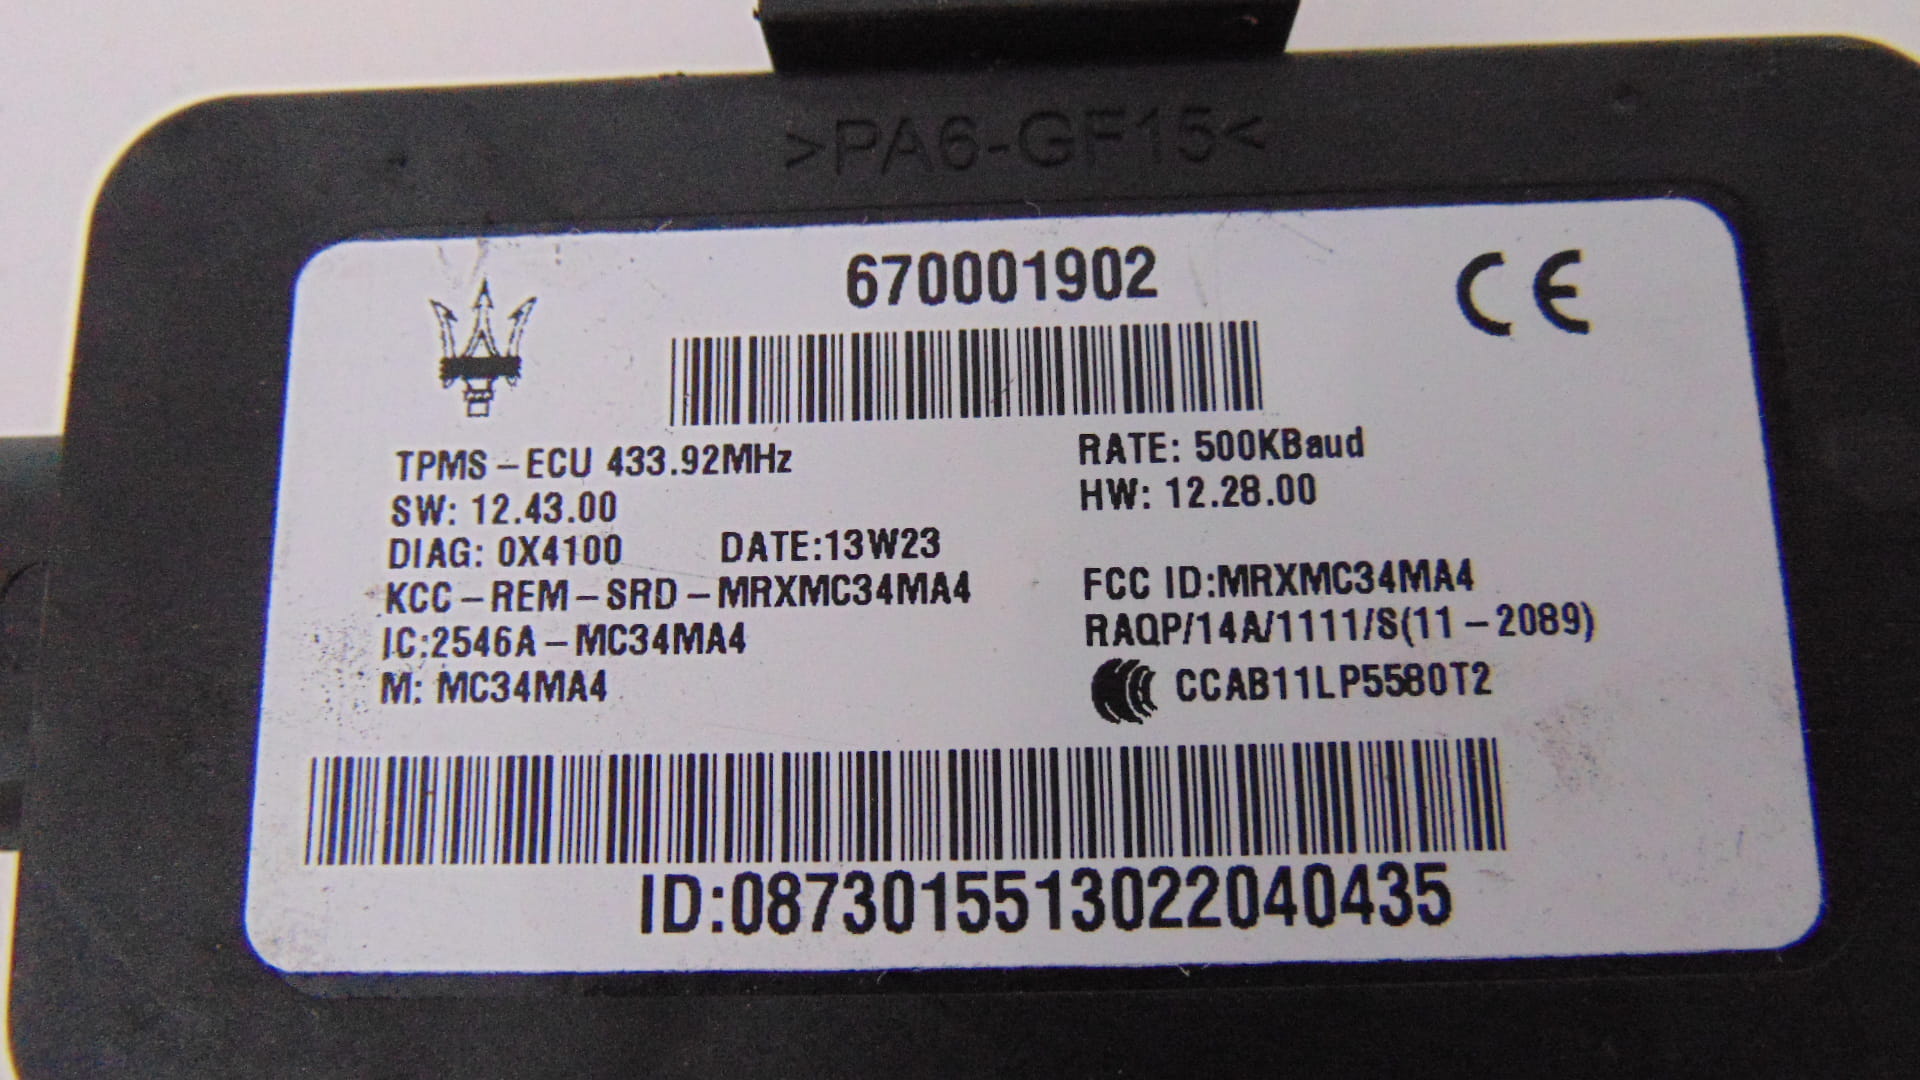 >PA6-GF15<
670001902
CE
TPMS-ECU 433.92MHz
RATE: 500KBaud
SW: 12.43.00
HW: 12.28.00
DIAG: 0X4100 DATE:13W23
KCC-REM-SRD-MRXMC34MA4
FCC ID:MRXMC34MA4
IC:2546A-MC34MA4
RAQP/14A/1111/S(11-2089)
M: MC34MA4
CCAB11LP5580T2
ID:0873015513022040435